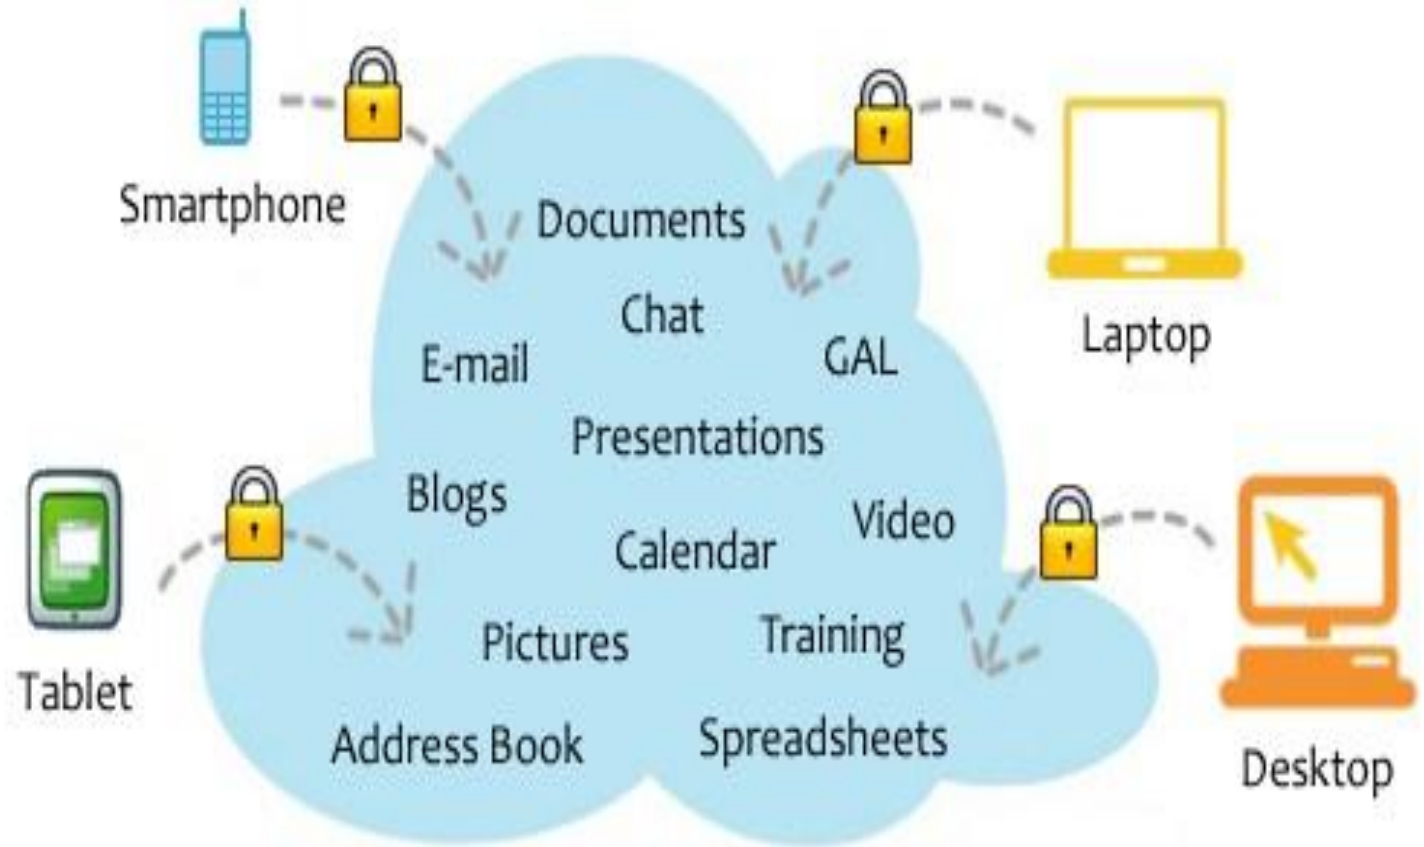 Smartphone
Documents
Chat
E-mail
GAL
Laptop
Presentations
Blogs
Video
Calendar
Pictures
Training
Tablet
Address Book
Spreadsheets
Desktop